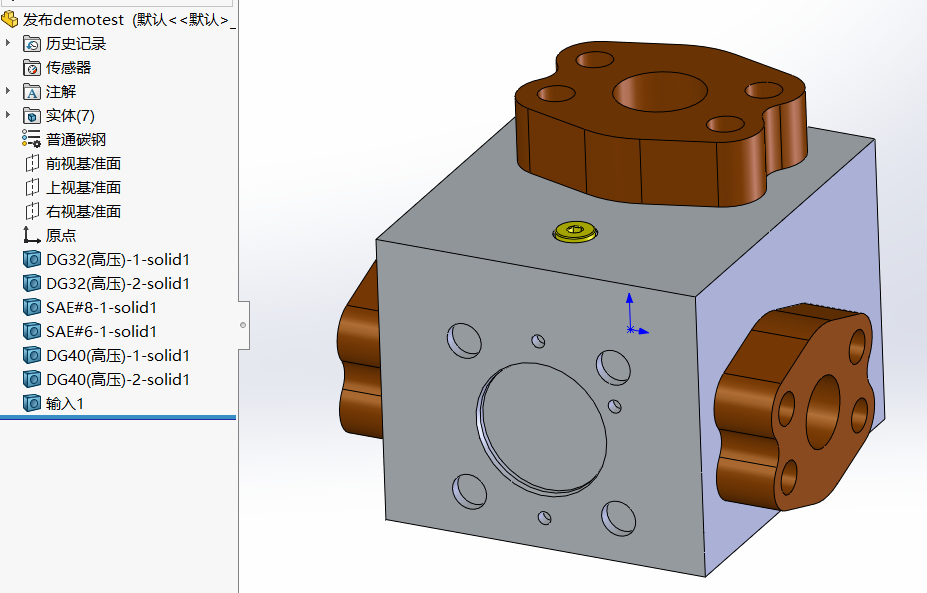 发布demotest (默认<<默认>_
历史记录
传感器
注解
实体(7)
普通碳钢
前视基准面
上视基准面
右视基准面
原点
DG32(高压)-1-solid1
DG32(高压)-2-solid1
SAE#8-1-solid1
SAE#6-1-solid1
DG40(高压)-1-solid1
DG40(高压)-2-solid1
输入1